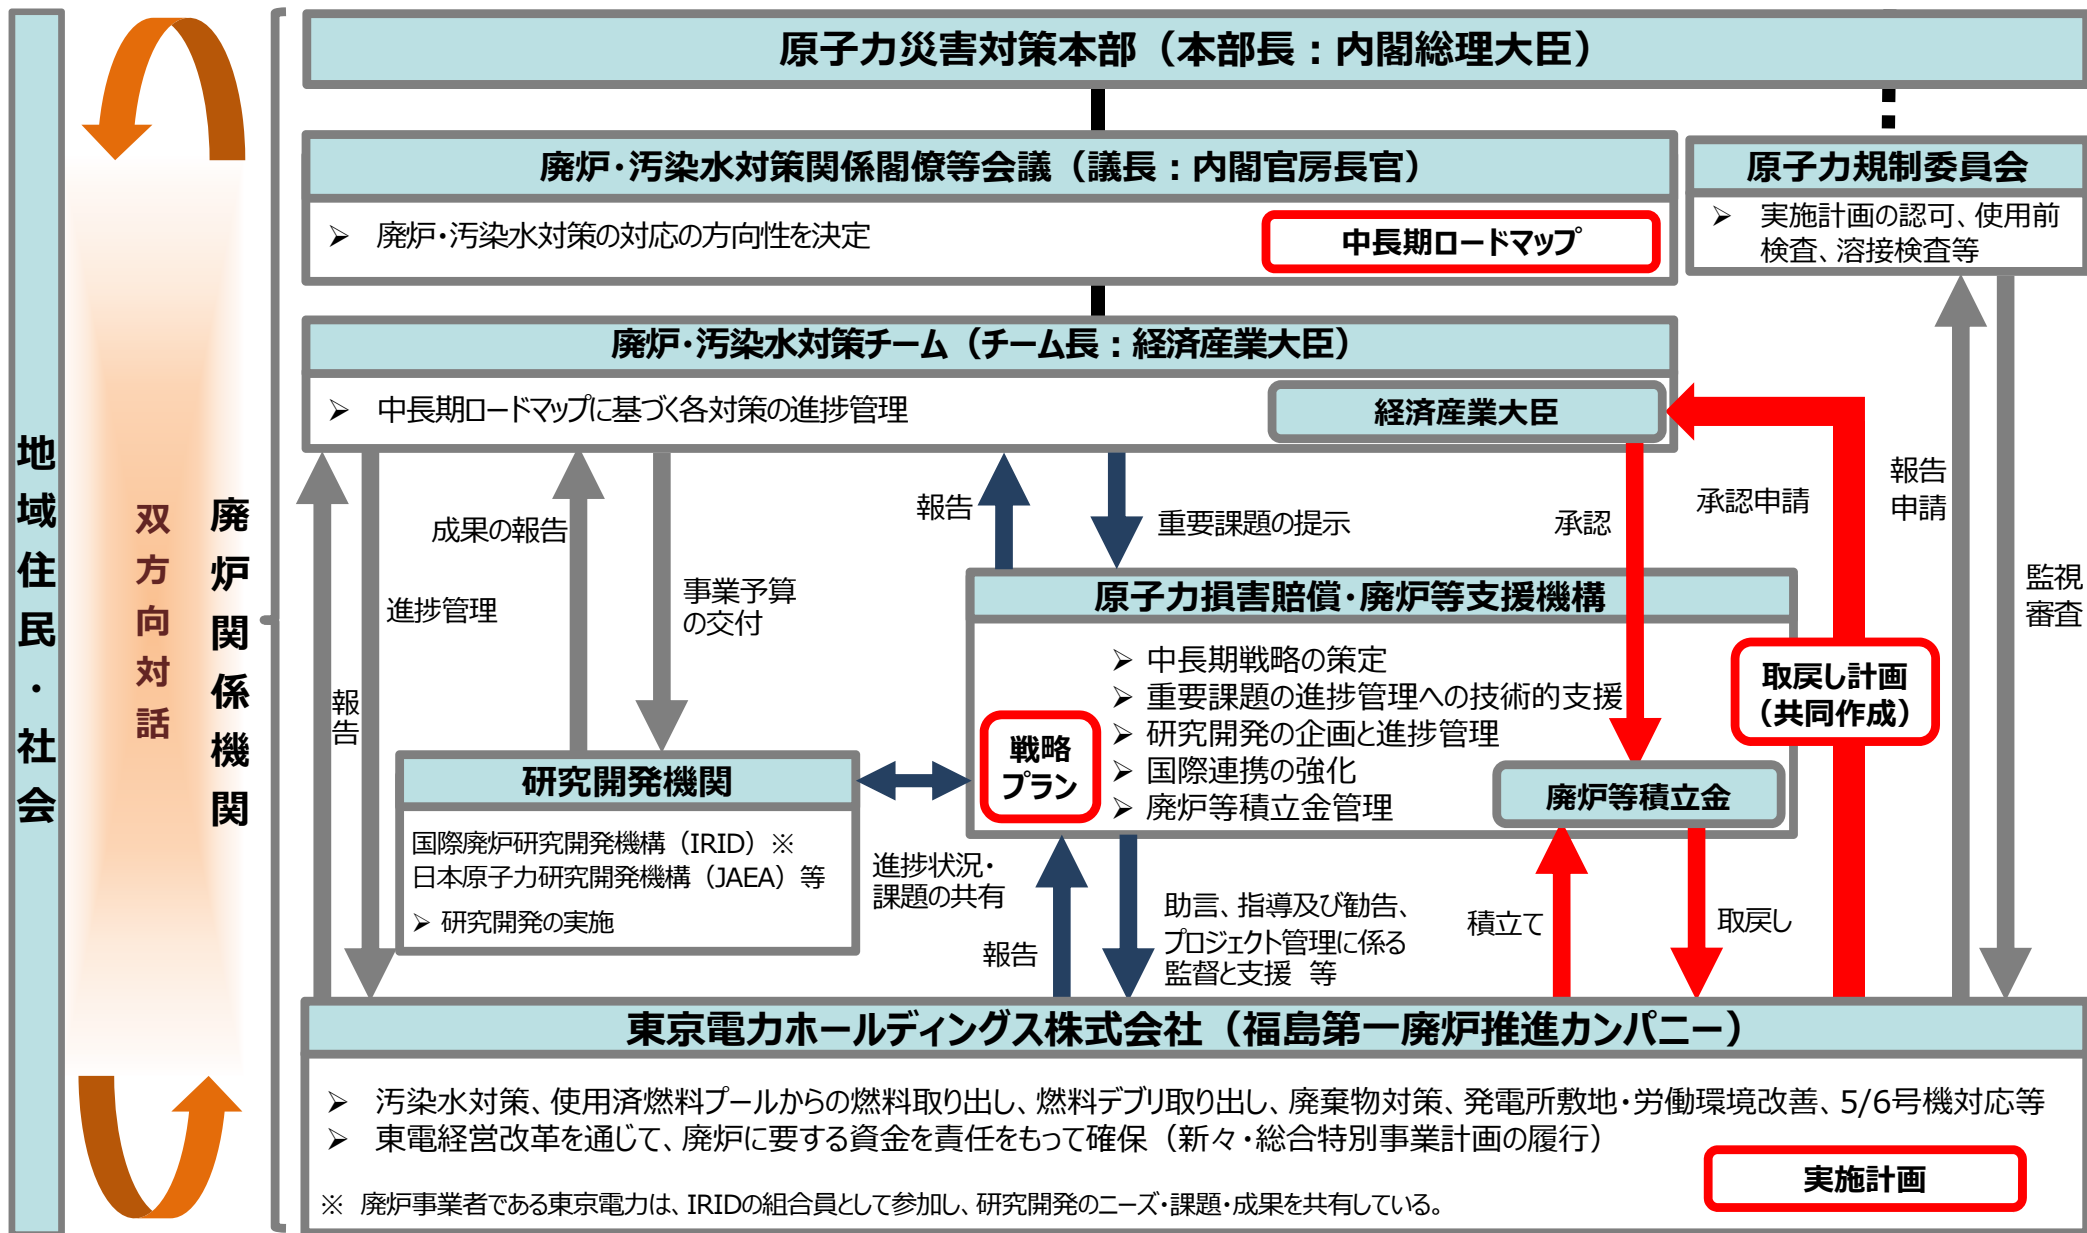 原子力災害対策本部（本部長：内閣総理大臣）
廃炉・汚染水対策関係閣僚等会議（議長：内閣官房長官）
➢ 廃炉・汚染水対策の対応の方向性を決定
中長期ロードマップ
原子力規制委員会
➢ 実施計画の認可、使用前
検査、溶接検査等
廃炉・汚染水対策チーム（チーム長：経済産業大臣）
➢ 中長期ロードマップに基づく各対策の進捗管理
経済産業大臣
地域住民・社会
双方向対話
廃炉関係機関
報告
進捗管理
成果の報告
事業予算
の交付
報告
重要課題の提示
承認
承認申請
報告
申請
監視
審査
原子力損害賠償・廃炉等支援機構
➢ 中長期戦略の策定
➢ 重要課題の進捗管理への技術的支援
➢ 研究開発の企画と進捗管理
➢ 国際連携の強化
➢ 廃炉等積立金管理
戦略
プラン
廃炉等積立金
取戻し計画
（共同作成）
研究開発機関
国際廃炉研究開発機構（IRID）※
日本原子力研究開発機構（JAEA）等
➢ 研究開発の実施
進捗状況・
課題の共有
報告
助言、指導及び勧告、
プロジェクト管理に係る
監督と支援 等
積立て
取戻し
東京電力ホールディングス株式会社（福島第一廃炉推進カンパニー）
➢ 汚染水対策、使用済燃料プールからの燃料取り出し、燃料デブリ取り出し、廃棄物対策、発電所敷地・労働環境改善、5/6号機対応等
➢ 東電経営改革を通じて、廃炉に要する資金を責任をもって確保（新々・総合特別事業計画の履行）
実施計画
※ 廃炉事業者である東京電力は、IRIDの組合員として参加し、研究開発のニーズ・課題・成果を共有している。